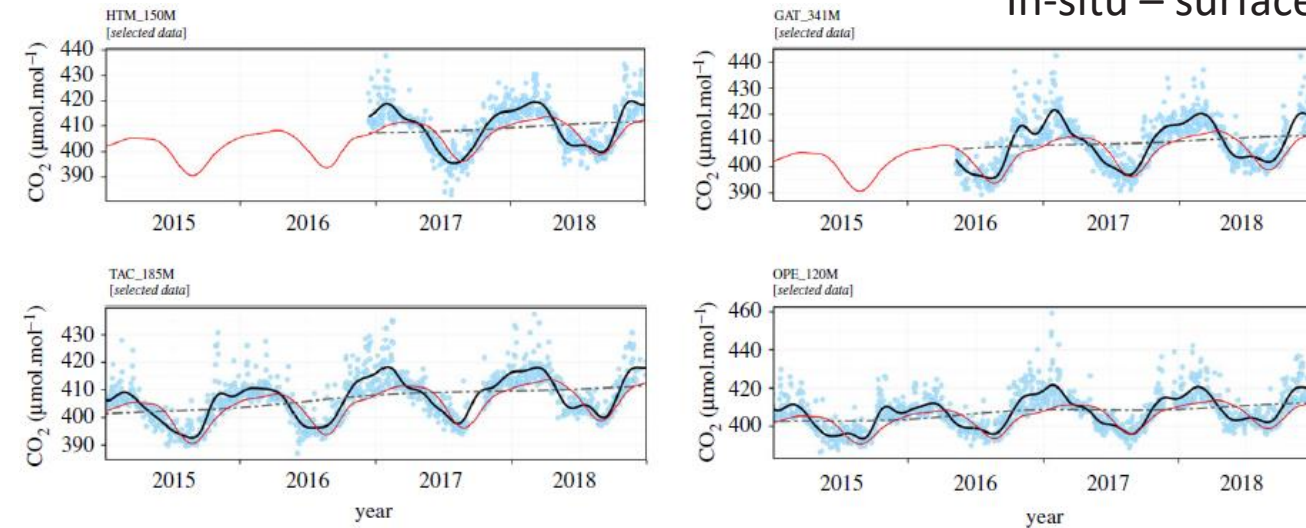 in-situ – surface
HTM_150M
[selected data]
CO₂ (μmol.mol⁻¹)
440
430
420
410
400
390
2015 2016 2017 2018
GAT_341M
[selected data]
CO₂ (μmol.mol⁻¹)
440
430
420
410
400
390
2015 2016 2017 2018
TAC_185M
[selected data]
CO₂ (μmol.mol⁻¹)
430
420
410
400
390
2015 2016 2017 2018
year
OPE_120M
[selected data]
CO₂ (μmol.mol⁻¹)
460
440
420
400
2015 2016 2017 2018
year